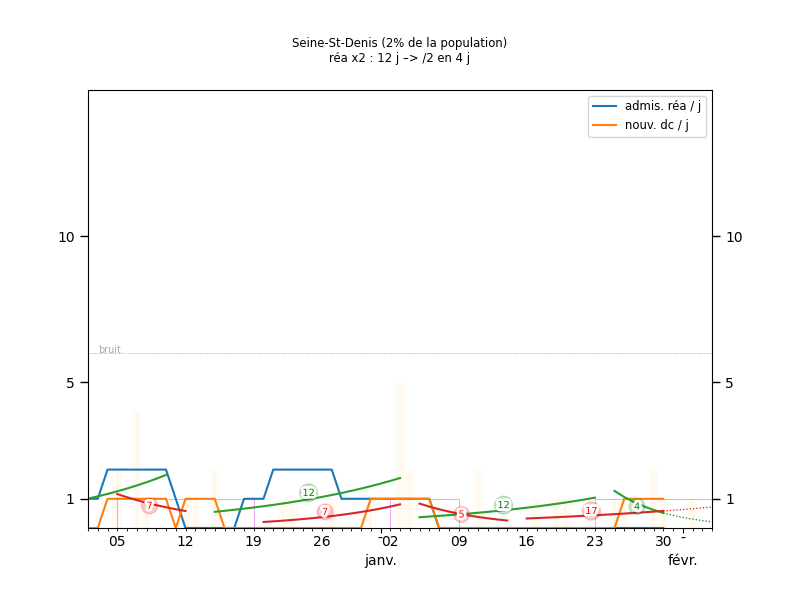 Seine-St-Denis (2% de la population)
réa x2 : 12 j –> /2 en 4 j
admis. réa / j
nouv. dc / j
10 10
bruit
5 5
12 12
7 7 5 17 4
1 1
05 12 19 26 02 09 16 23 30
janv. févr.